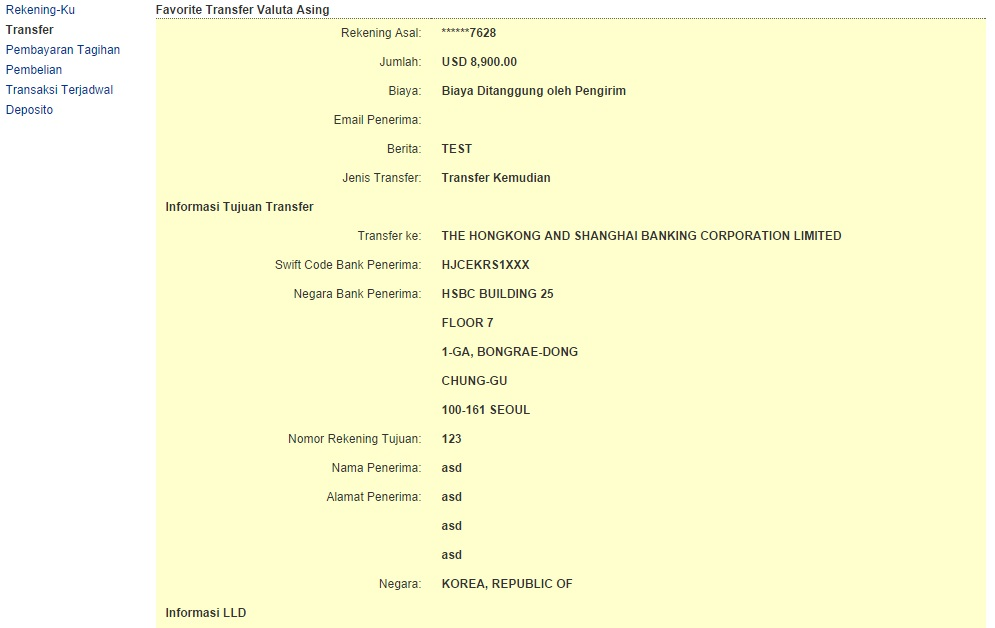 Rekening-Ku
Transfer
Pembayaran Tagihan
Pembelian
Transaksi Terjadwal
Deposito
Favorite Transfer Valuta Asing
Rekening Asal: ******7628
Jumlah: USD 8,900.00
Biaya: Biaya Ditanggung oleh Pengirim
Email Penerima:
Berita: TEST
Jenis Transfer: Transfer Kemudian
Informasi Tujuan Transfer
Transfer ke: THE HONGKONG AND SHANGHAI BANKING CORPORATION LIMITED
Swift Code Bank Penerima: HJCEKRS1XXX
Negara Bank Penerima: HSBC BUILDING 25
FLOOR 7
1-GA, BONGRAE-DONG
CHUNG-GU
100-161 SEOUL
Nomor Rekening Tujuan: 123
Nama Penerima: asd
Alamat Penerima: asd
asd
asd
Negara: KOREA, REPUBLIC OF
Informasi LLD